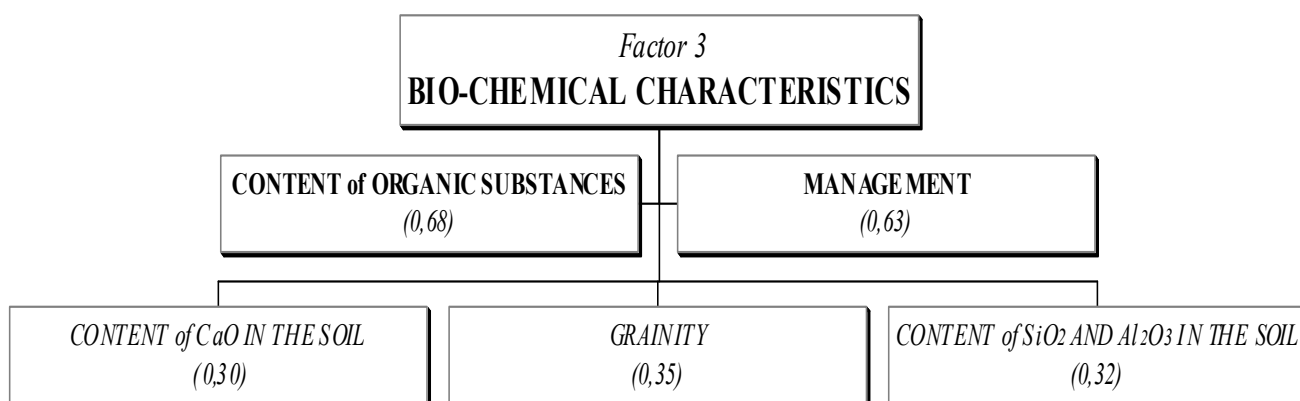 Factor 3
BIO-CHEMICAL CHARACTERISTICS
CONTENT of ORGANIC SUBSTANCES
(0,68)
MANAGEMENT
(0,63)
CONTENT of CaO IN THE SOIL
(0,30)
GRAINITY
(0,35)
CONTENT of SiO2 AND Al2O3 IN THE SOIL
(0,32)